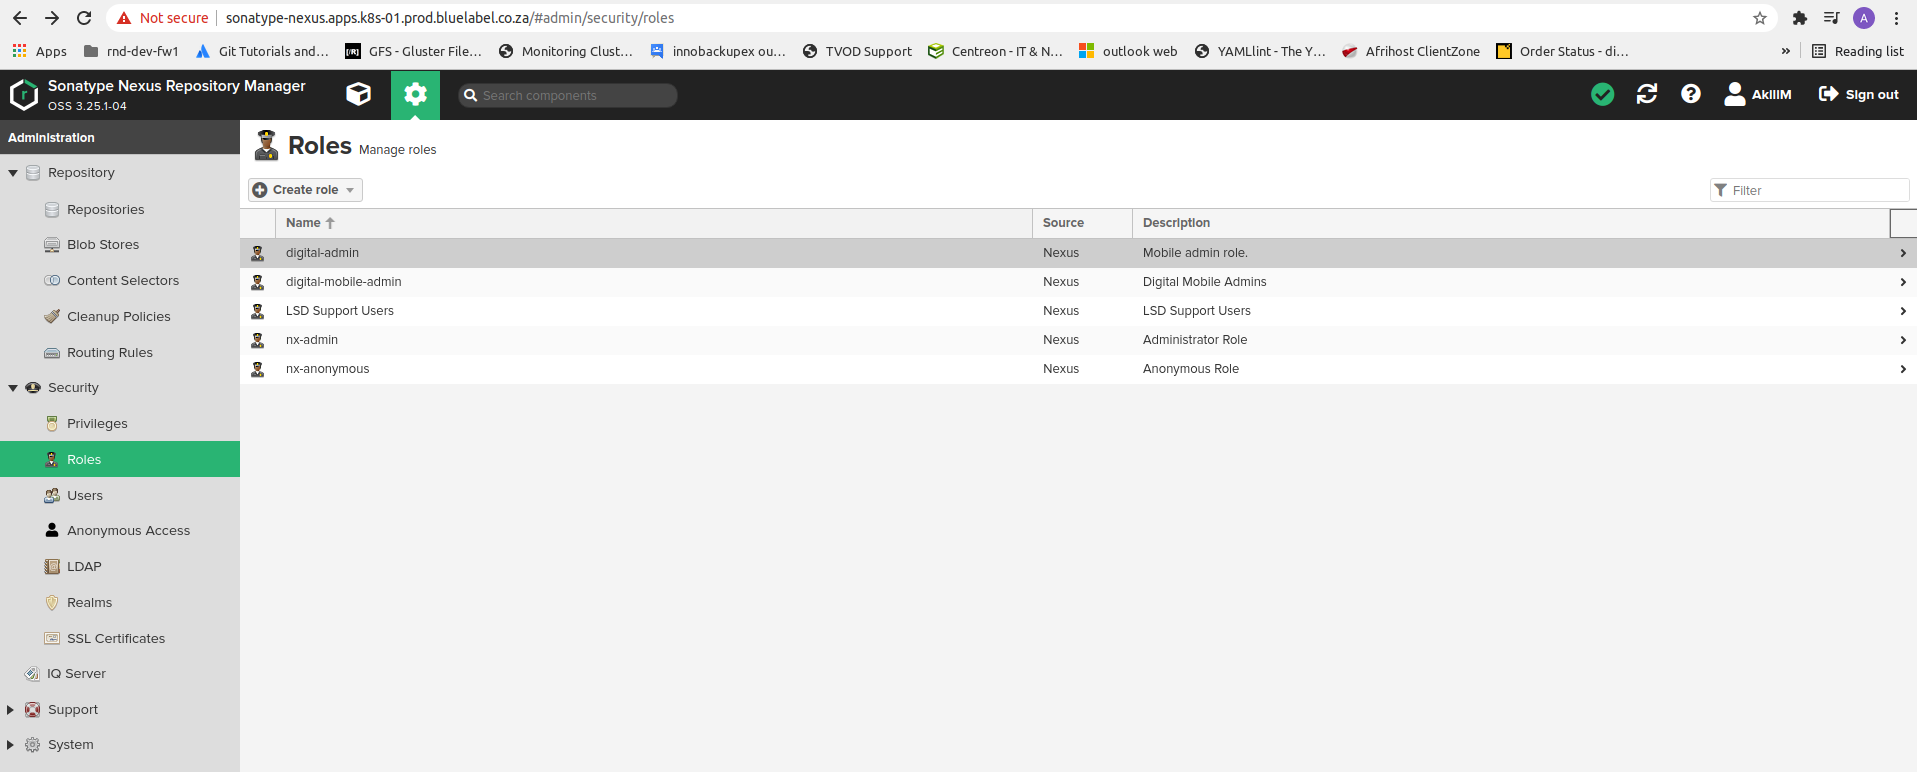 Not secure sonatype-nexus.apps.k8s-01.prod.bluelabel.co.za/#admin/security/roles A
Apps rnd-dev-fw1 Git Tutorials and... [/R] GFS - Gluster File... Monitoring Clust... innobackupex ou... TVOD Support Centreon - IT & N... outlook web YAMLlint - The Y... Afrihost ClientZone Order Status - di... » Reading list
Sonatype Nexus Repository Manager
OSS 3.25.1-04
Search components
AkillM Sign out
Administration
Repository
Repositories
Blob Stores
Content Selectors
Cleanup Policies
Routing Rules
Security
Privileges
Roles
Users
Anonymous Access
LDAP
Realms
SSL Certificates
IQ Server
Support
System
Roles Manage roles
Create role Filter
Name Source Description
digital-admin Nexus Mobile admin role.
digital-mobile-admin Nexus Digital Mobile Admins
LSD Support Users Nexus LSD Support Users
nx-admin Nexus Administrator Role
nx-anonymous Nexus Anonymous Role